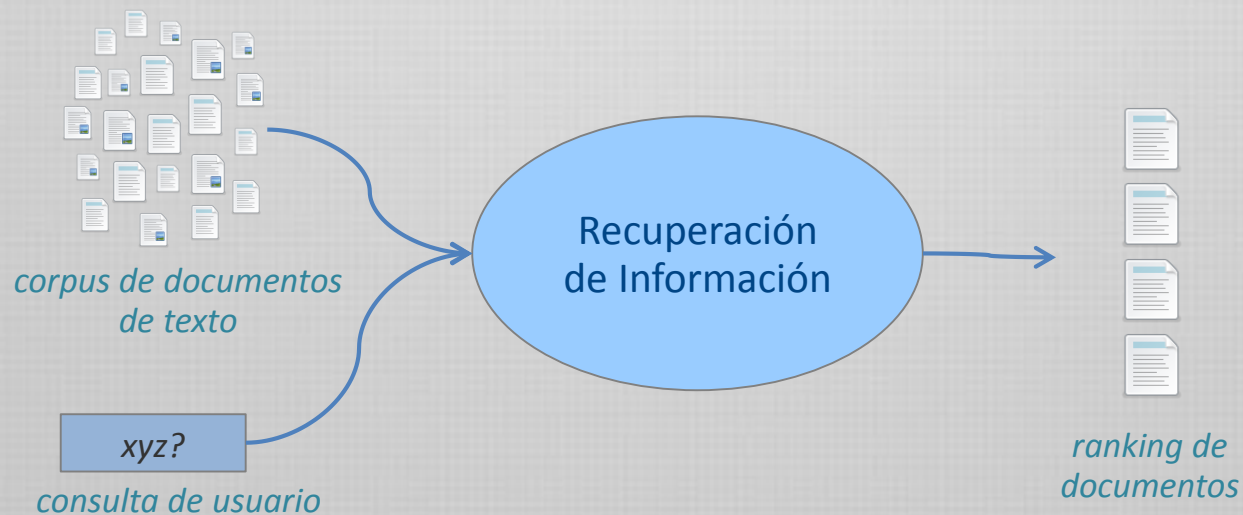 corpus de documentos
de texto
xyz?
consulta de usuario
Recuperación
de Información
ranking de
documentos